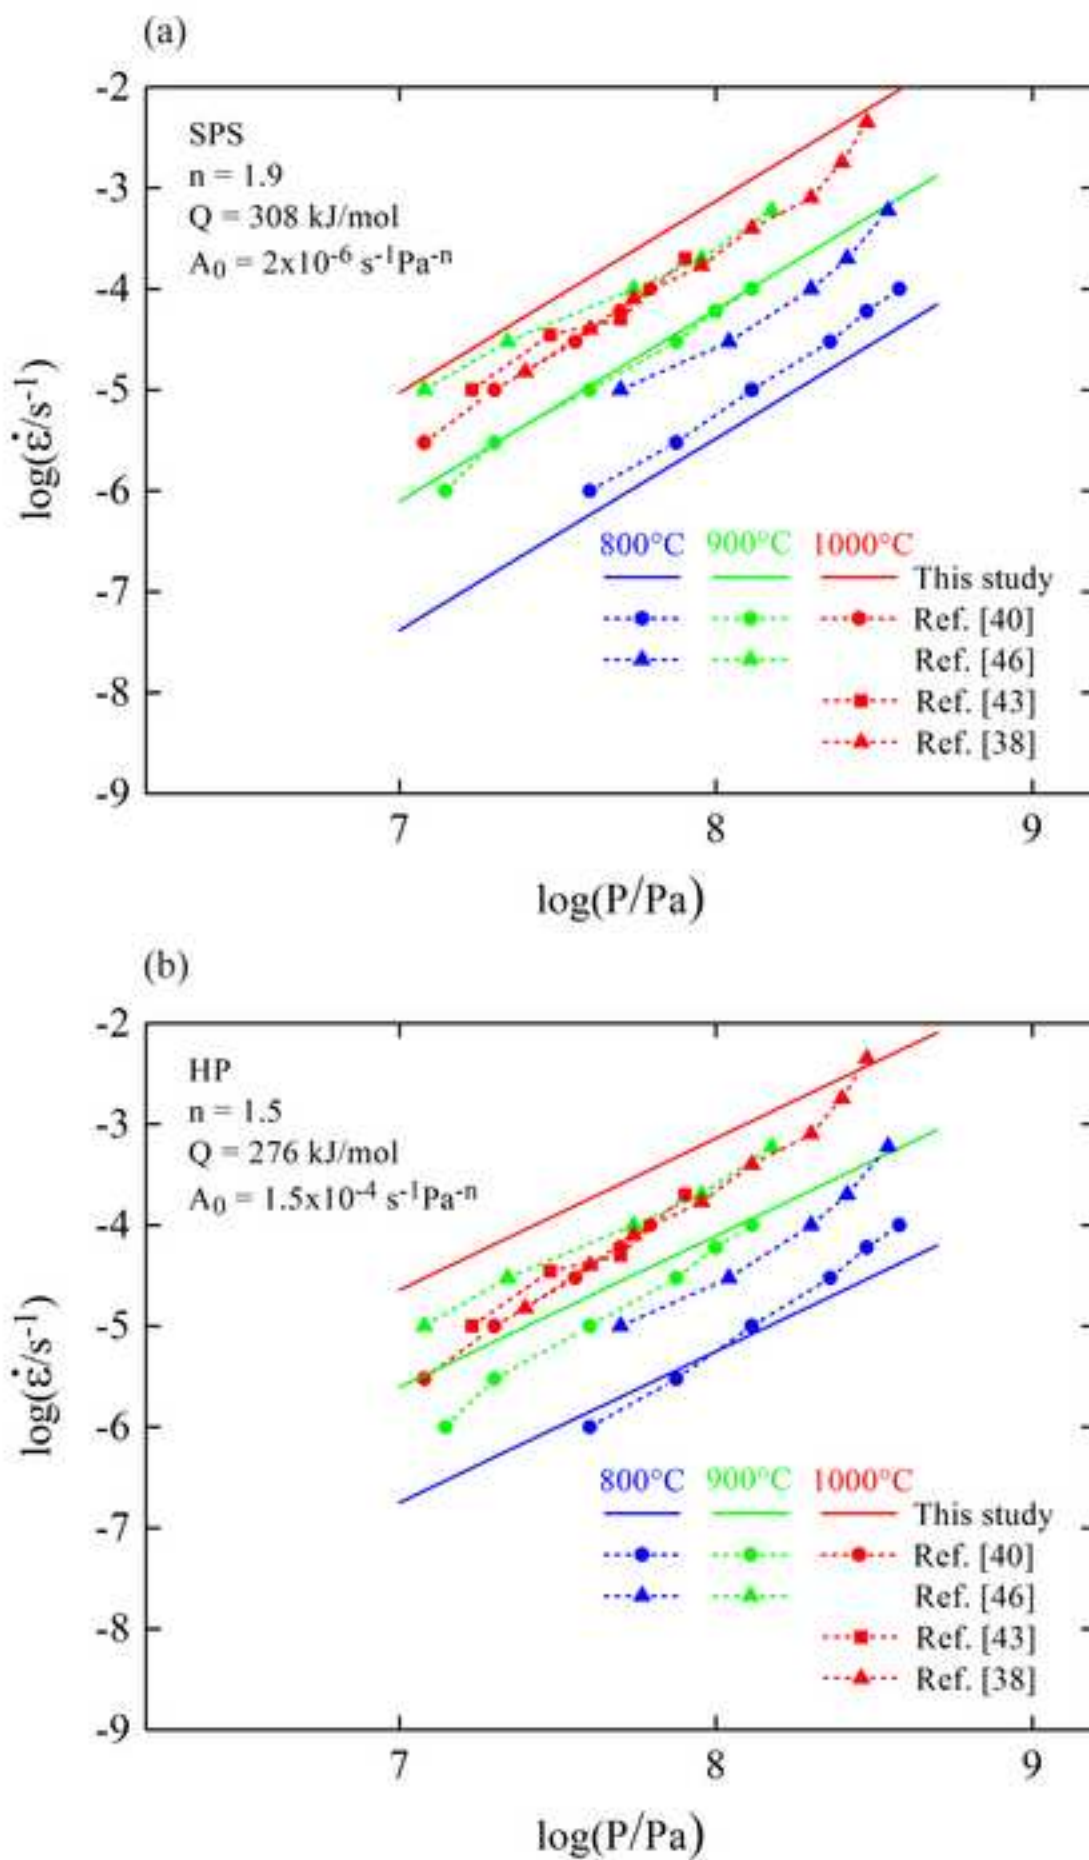 (a)
-2
-3
-4
-5
-6
-7
-8
-9
SPS
n = 1.9
Q = 308 kJ/mol
A₀ = 2x10⁻⁶ s⁻¹Pa⁻ⁿ
log(ε̇/s⁻¹)
800°C 900°C 1000°C
This study
Ref. [40]
Ref. [46]
Ref. [43]
Ref. [38]
7 8 9
log(P/Pa)
(b)
-2
-3
-4
-5
-6
-7
-8
-9
HP
n = 1.5
Q = 276 kJ/mol
A₀ = 1.5x10⁻⁴ s⁻¹Pa⁻ⁿ
log(ε̇/s⁻¹)
800°C 900°C 1000°C
This study
Ref. [40]
Ref. [46]
Ref. [43]
Ref. [38]
7 8 9
log(P/Pa)